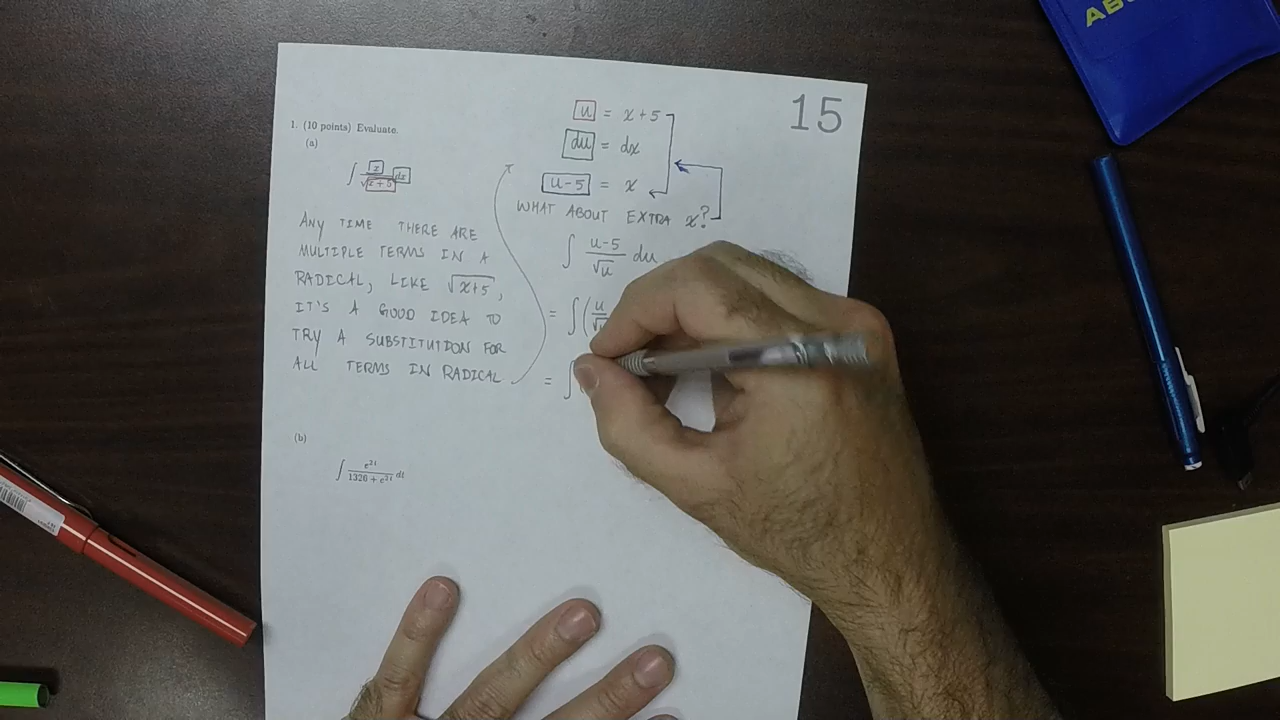 15
1. (10 points) Evaluate.
(a)
∫ x/√(x + 5) dx
ANY TIME THERE ARE
MULTIPLE TERMS IN A
RADICAL, LIKE √(x+5),
IT'S A GOOD IDEA TO
TRY A SUBSTITUTION FOR
ALL TERMS IN RADICAL
u = x+5
du = dx
u-5 = x
WHAT ABOUT EXTRA x?
∫ (u-5)/√u du
= ∫ ( u/√u
= ∫
(b)
∫ e^{2t}/(1326 + e^{2t}) dt